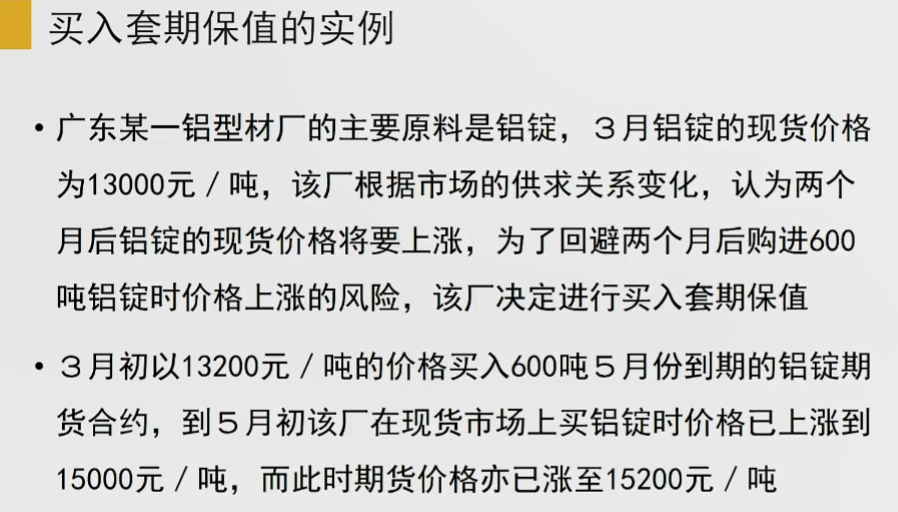 买入套期保值的实例
• 广东某一铝型材厂的主要原料是铝锭，３月铝锭的现货价格
为13000元／吨，该厂根据市场的供求关系变化，认为两个
月后铝锭的现货价格将要上涨，为了回避两个月后购进600
吨铝锭时价格上涨的风险，该厂决定进行买入套期保值
• ３月初以13200元／吨的价格买入600吨５月份到期的铝锭期
货合约，到５月初该厂在现货市场上买铝锭时价格已上涨到
15000元／吨，而此时期货价格亦已涨至15200元／吨